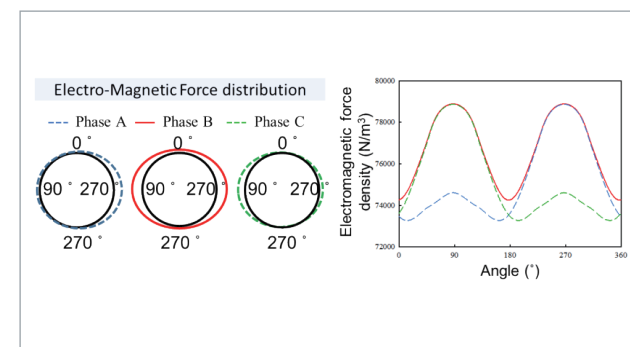 Electro-Magnetic Force distribution
Phase A Phase B Phase C
0 ° 0 ° 0 °
90 ° 270 ° 90 ° 270 ° 90 ° 270 °
270 ° 270 ° 270 °
Electromagnetic force
density (N/m³)
80000
78000
76000
74000
72000
0 90 180 270 360
Angle (°)